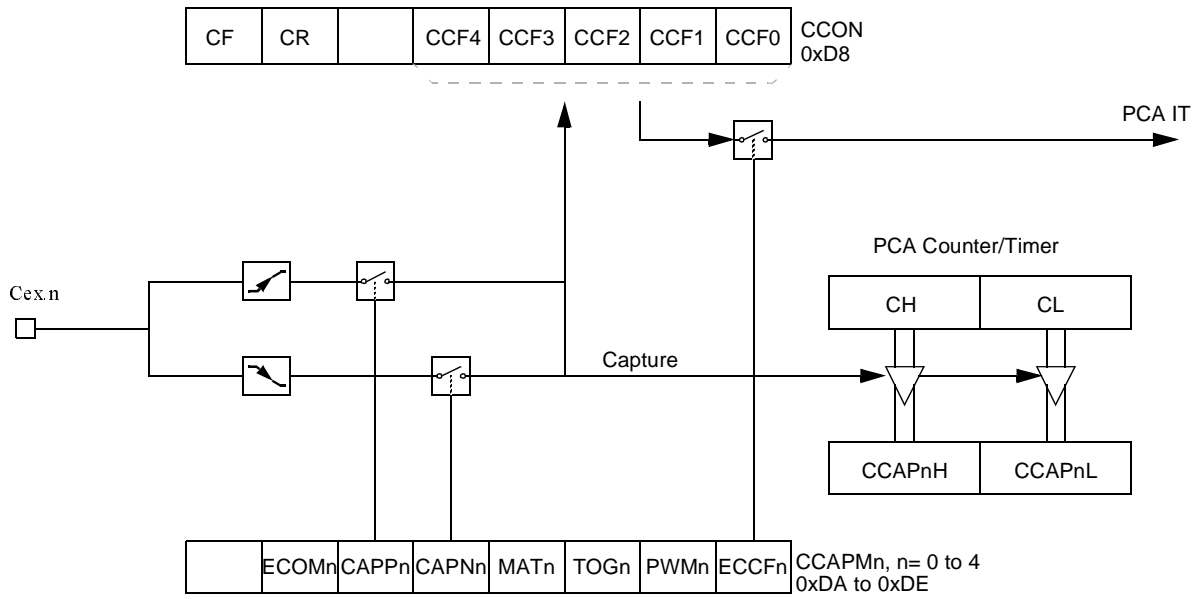 CF CR CCF4 CCF3 CCF2 CCF1 CCF0 CCON
0xD8
PCA IT
PCA Counter/Timer
Cex.n
CH CL
Capture
CCAPnH CCAPnL
ECOMn CAPPn CAPNn MATn TOGn PWMn ECCFn CCAPMn, n= 0 to 4
0xDA to 0xDE